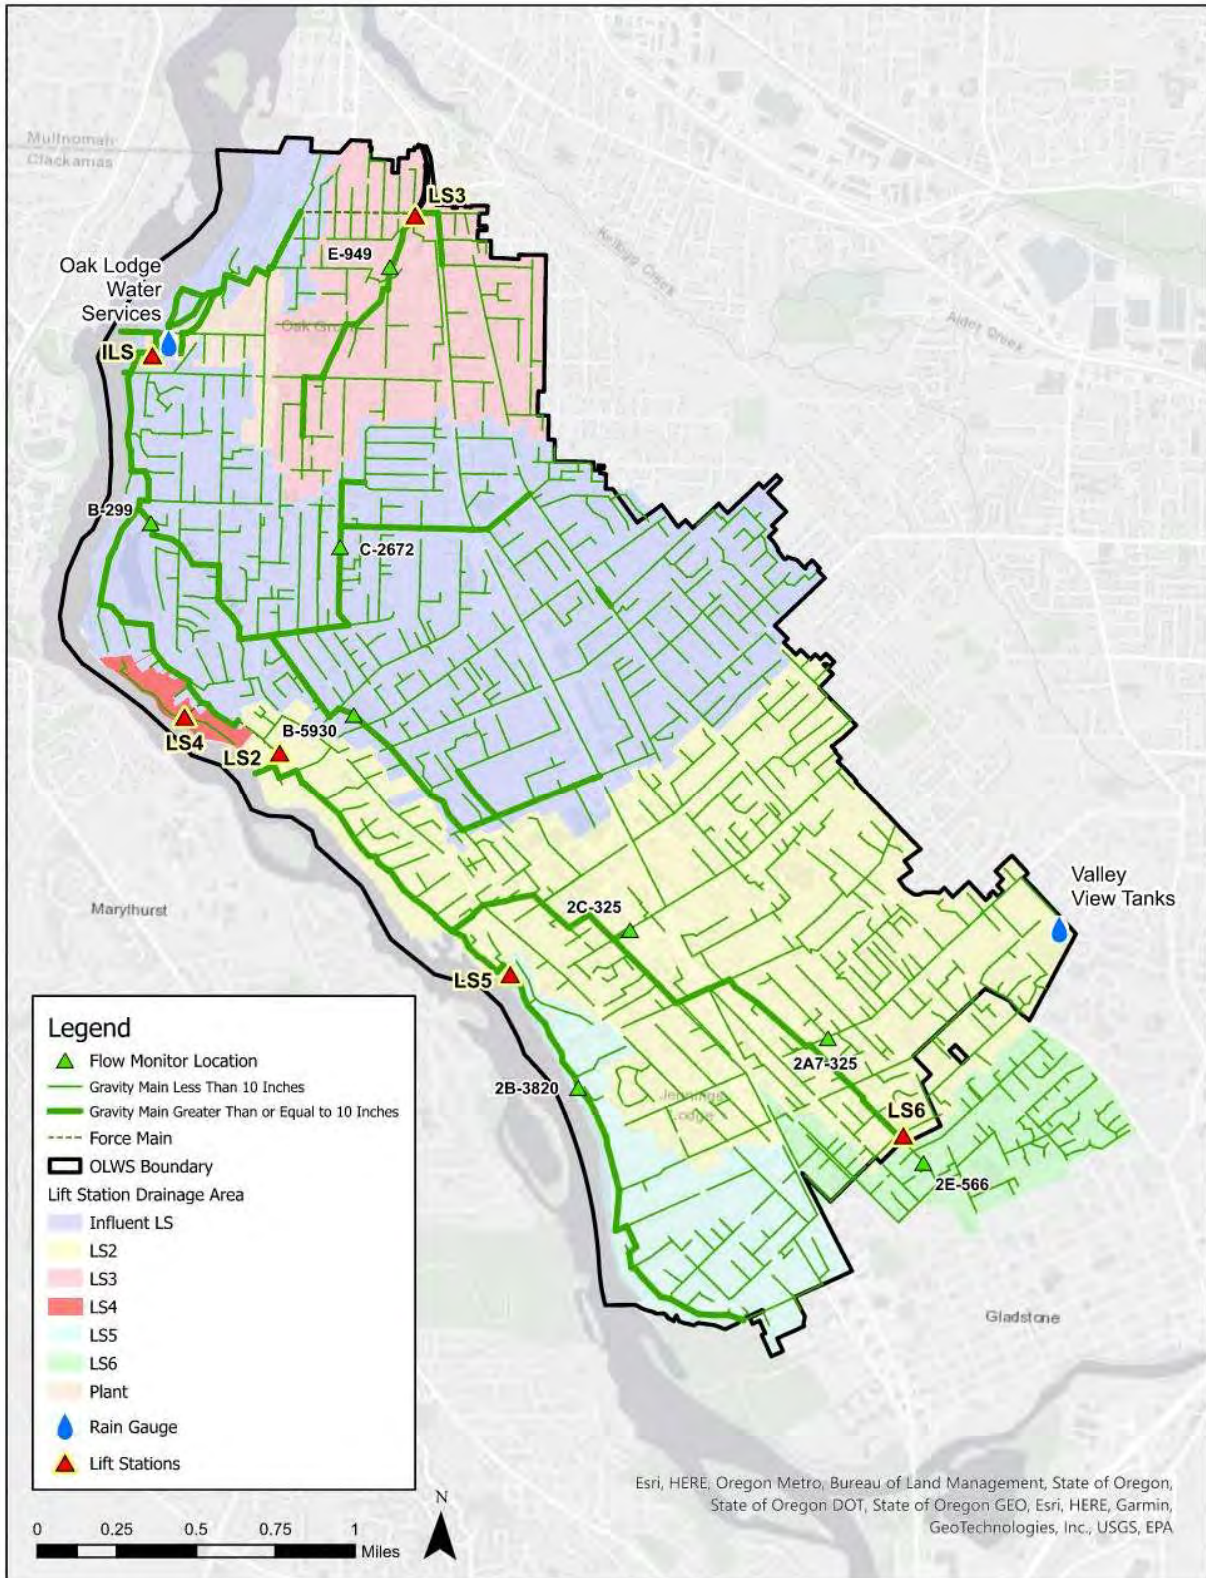 Multnomah
Clackamas
LS3
E-949
Kellogg Creek
Oak Lodge
Water
Services
Oak Grove
Alder Creek
ILS
B-299
C-2672
B-5930
LS4
LS2
Marylhurst
2C-325
Valley
View Tanks
LS5
2A7-325
2B-3820
Jennings
Lodge
LS6
2E-566
Gladstone
Legend
Flow Monitor Location
Gravity Main Less Than 10 Inches
Gravity Main Greater Than or Equal to 10 Inches
Force Main
OLWS Boundary
Lift Station Drainage Area
Influent LS
LS2
LS3
LS4
LS5
LS6
Plant
Rain Gauge
Lift Stations
Esri, HERE, Oregon Metro, Bureau of Land Management, State of Oregon,
State of Oregon DOT, State of Oregon GEO, Esri, HERE, Garmin,
GeoTechnologies, Inc., USGS, EPA
N
0 0.25 0.5 0.75 1
Miles